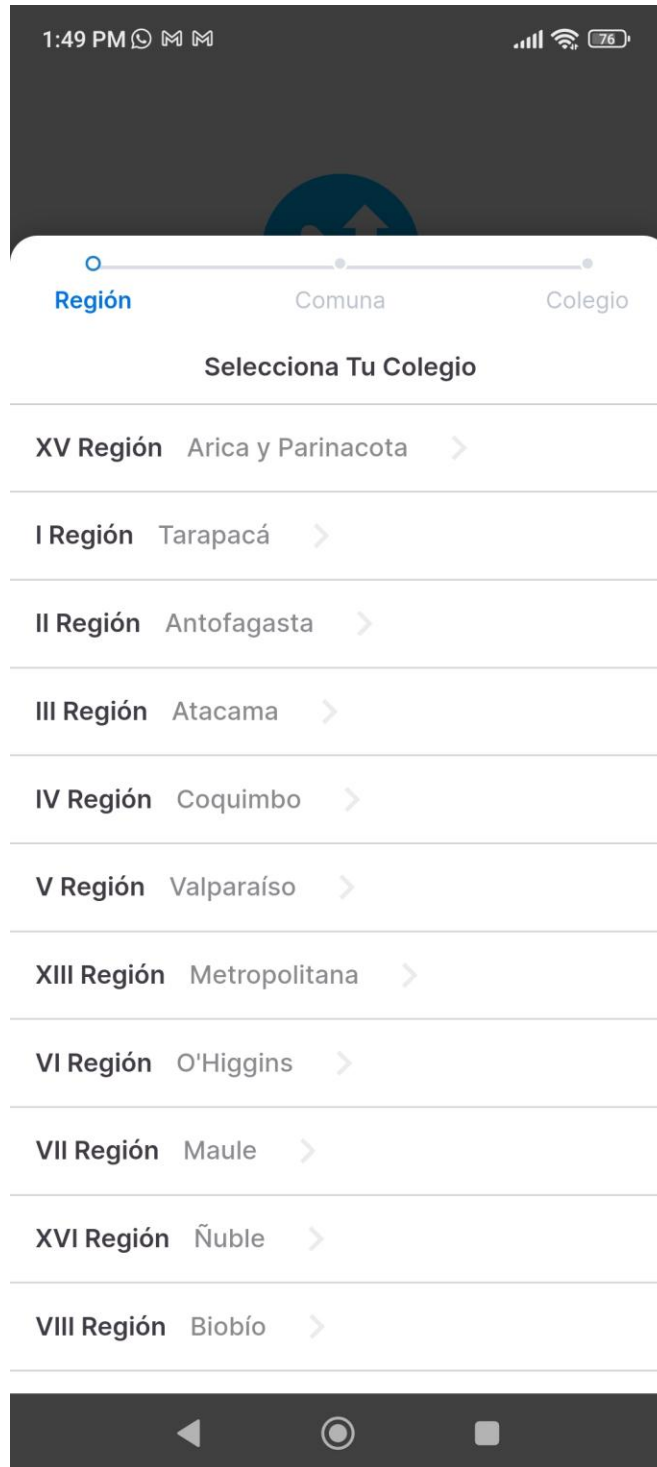 1:49 PM 76
Región Comuna Colegio
Selecciona Tu Colegio
XV Región Arica y Parinacota
I Región Tarapacá
II Región Antofagasta
III Región Atacama
IV Región Coquimbo
V Región Valparaíso
XIII Región Metropolitana
VI Región O'Higgins
VII Región Maule
XVI Región Ñuble
VIII Región Biobío